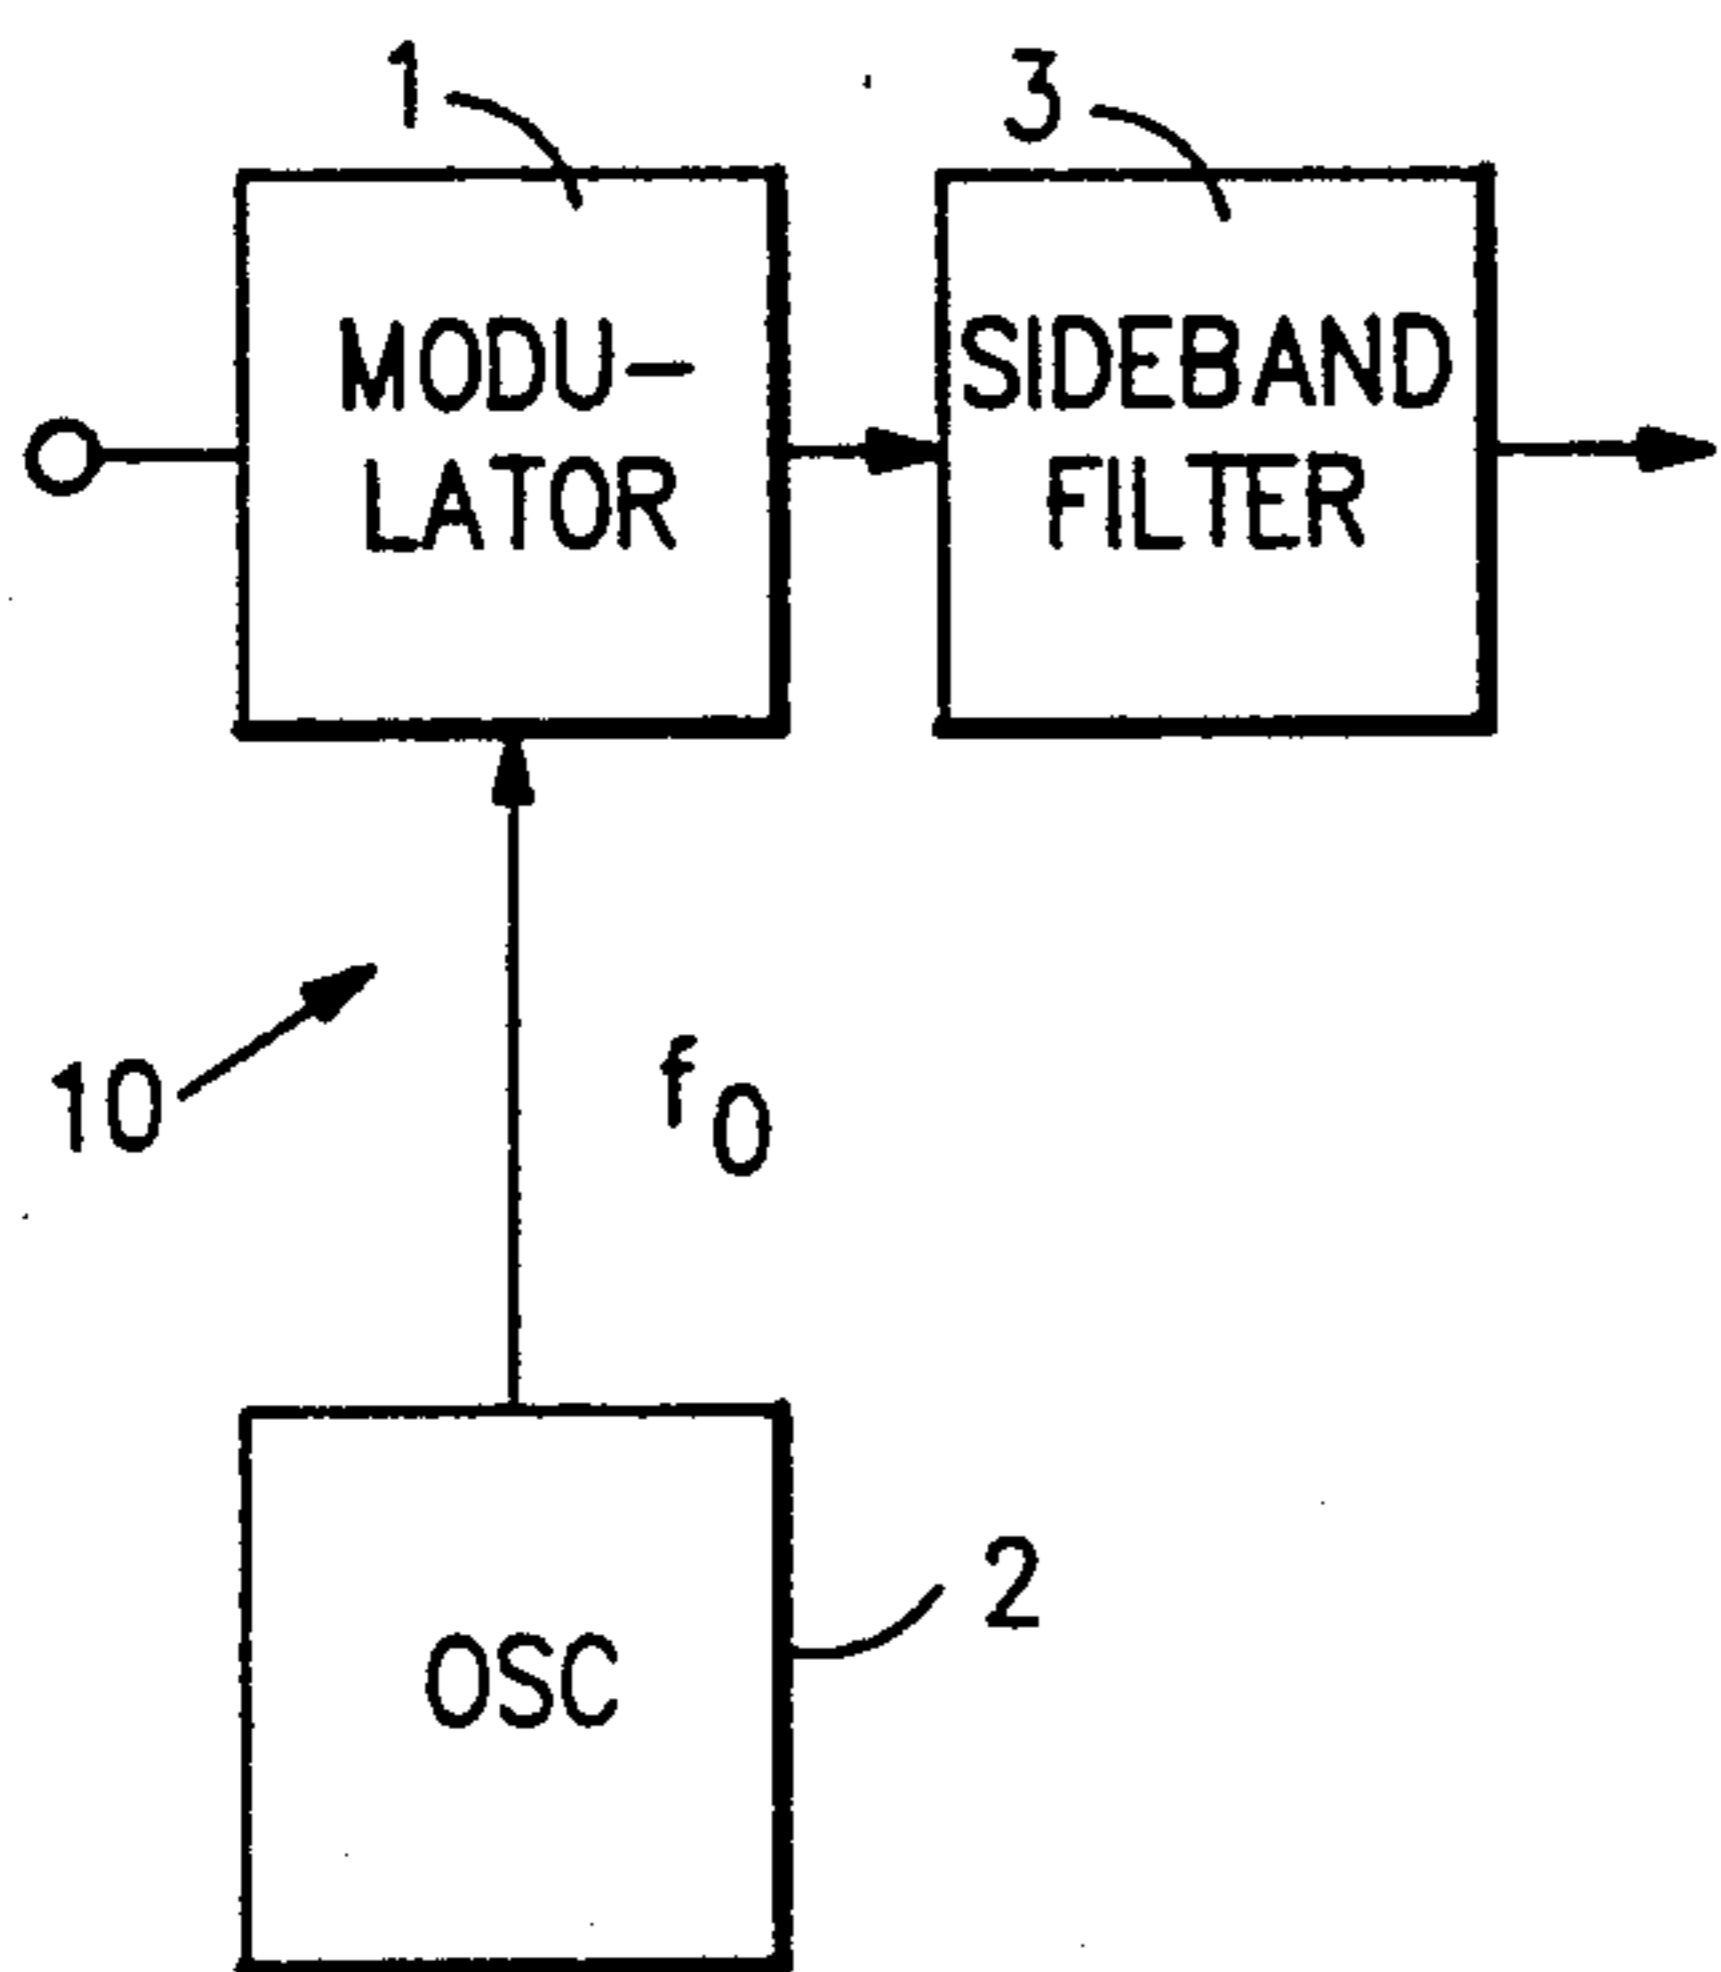 1
3
MODU-
LATOR
SIDEBAND
FILTER
10
f0
2
OSC